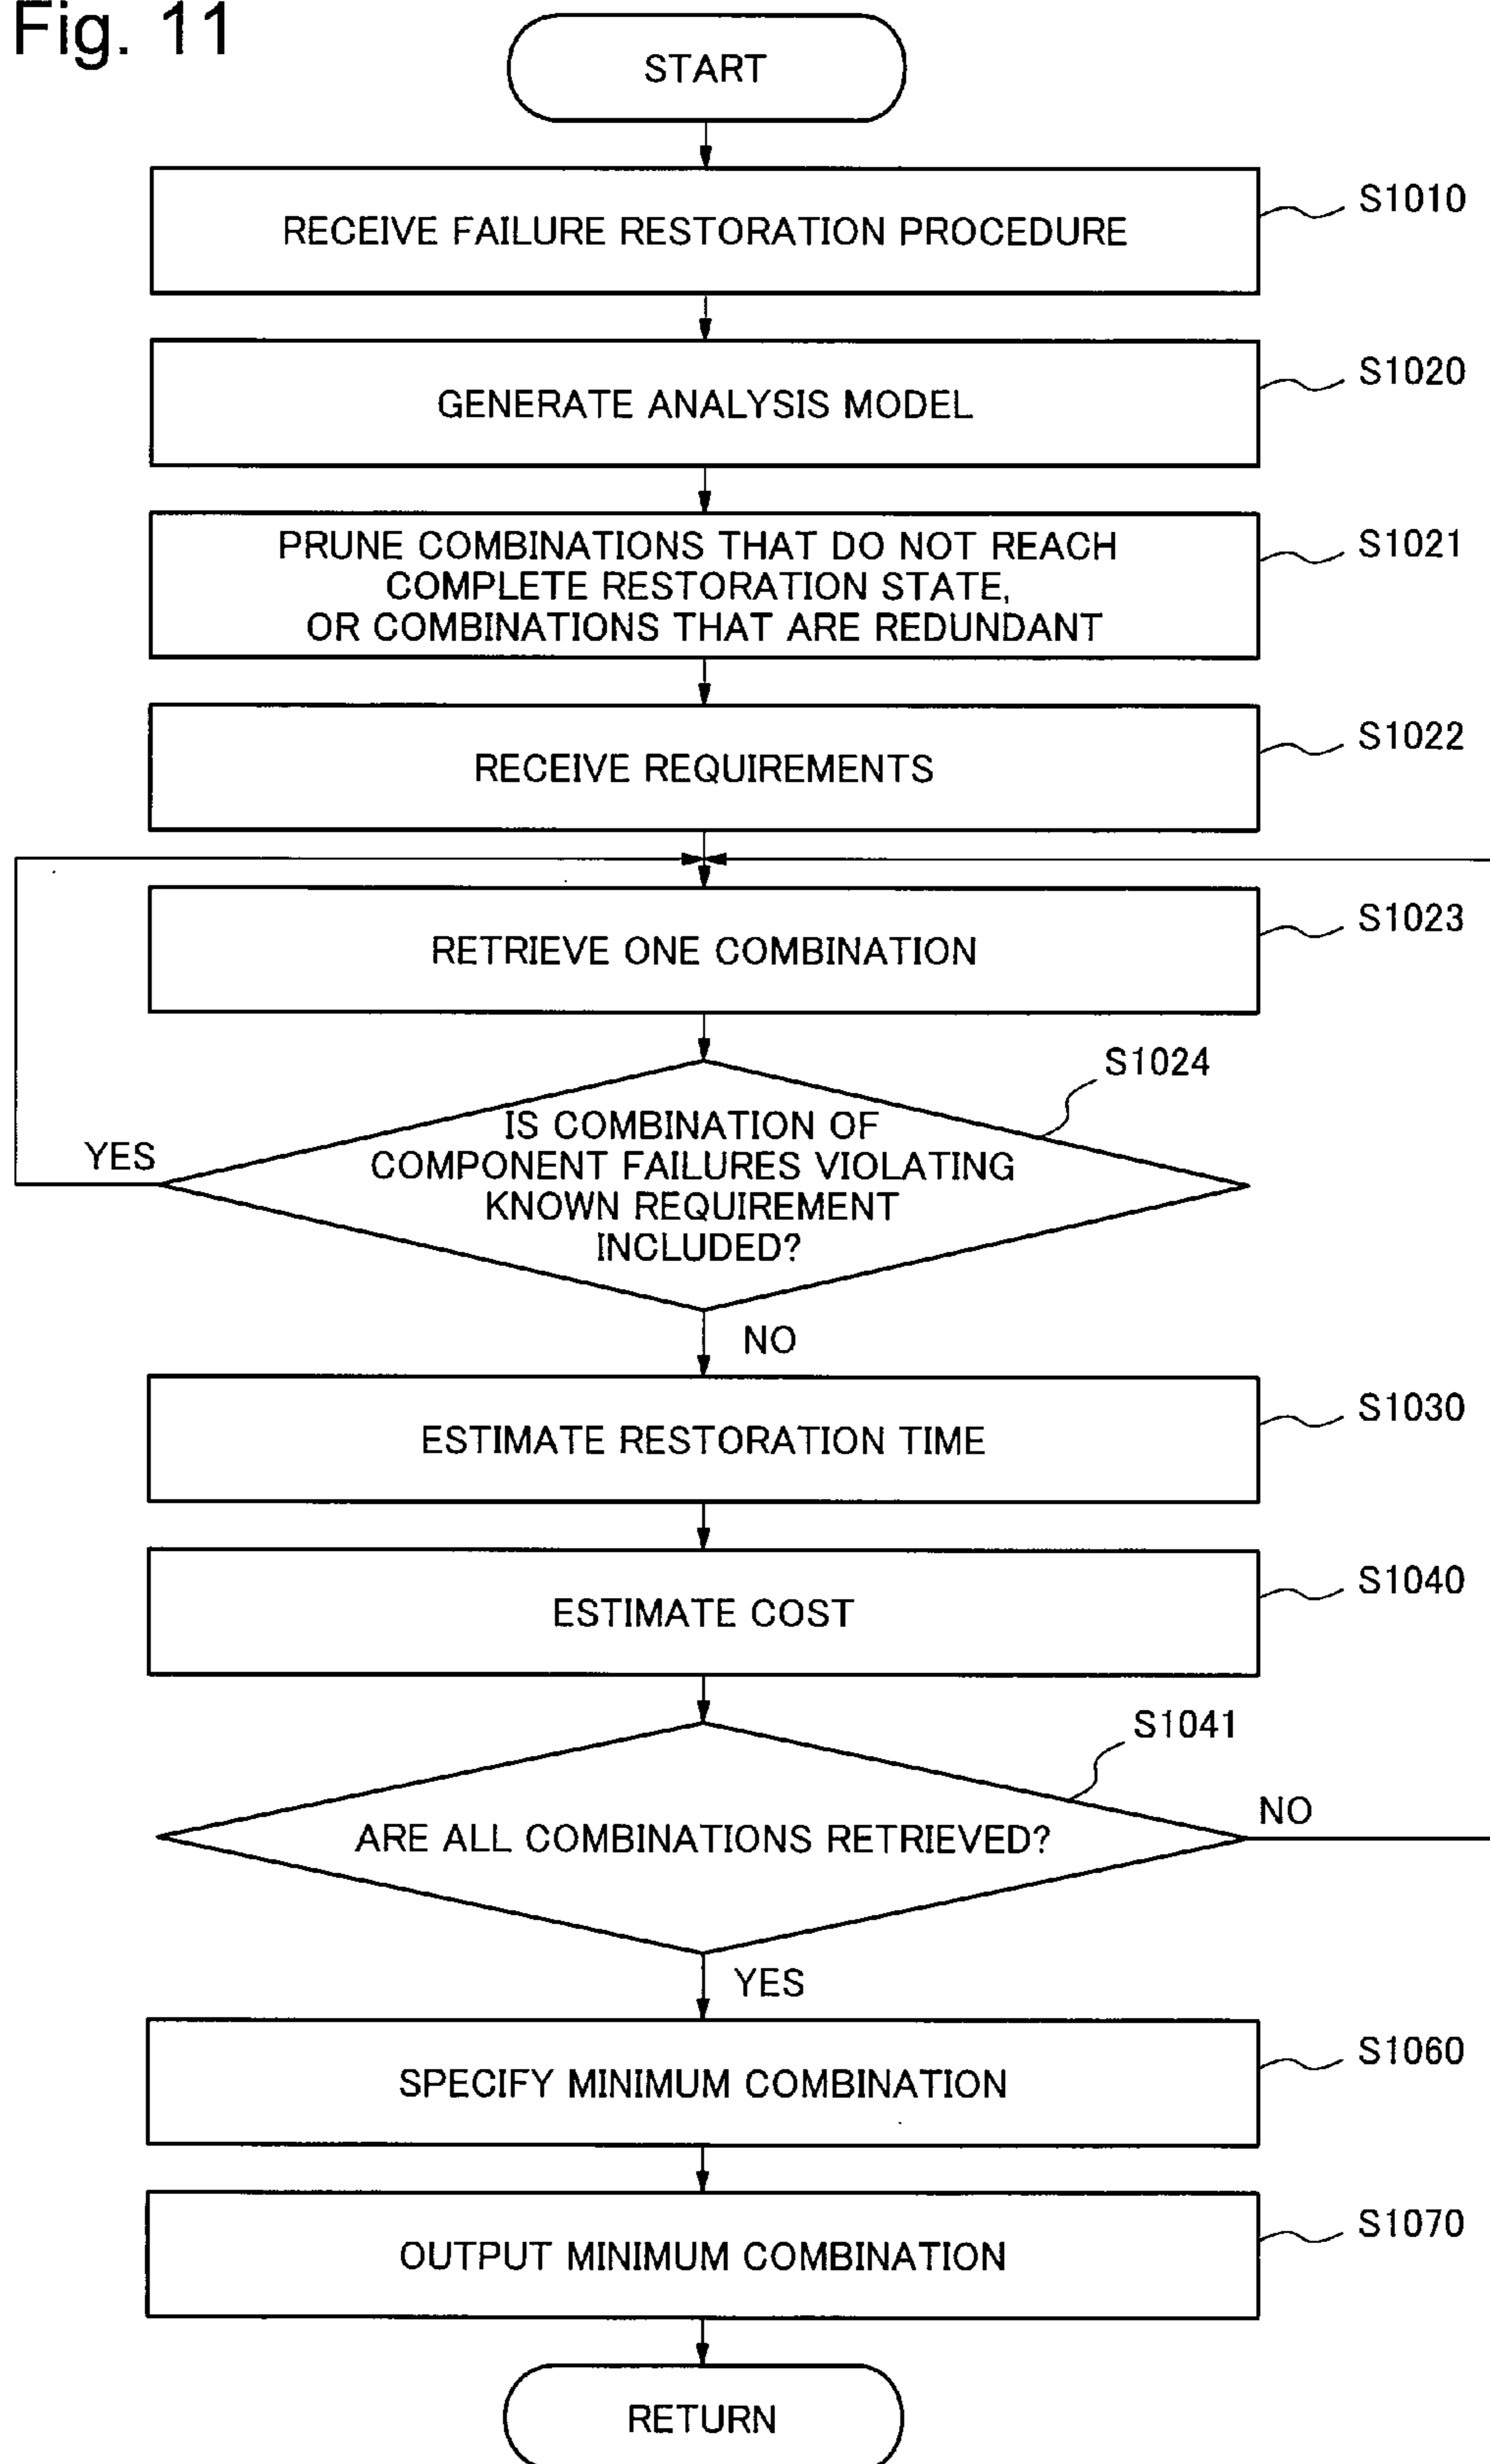 Fig. 11
START
RECEIVE FAILURE RESTORATION PROCEDURE
S1010
GENERATE ANALYSIS MODEL
S1020
PRUNE COMBINATIONS THAT DO NOT REACH
COMPLETE RESTORATION STATE,
OR COMBINATIONS THAT ARE REDUNDANT
S1021
RECEIVE REQUIREMENTS
S1022
RETRIEVE ONE COMBINATION
S1023
S1024
IS COMBINATION OF
COMPONENT FAILURES VIOLATING
KNOWN REQUIREMENT
INCLUDED?
YES
NO
ESTIMATE RESTORATION TIME
S1030
ESTIMATE COST
S1040
S1041
ARE ALL COMBINATIONS RETRIEVED?
NO
YES
SPECIFY MINIMUM COMBINATION
S1060
OUTPUT MINIMUM COMBINATION
S1070
RETURN